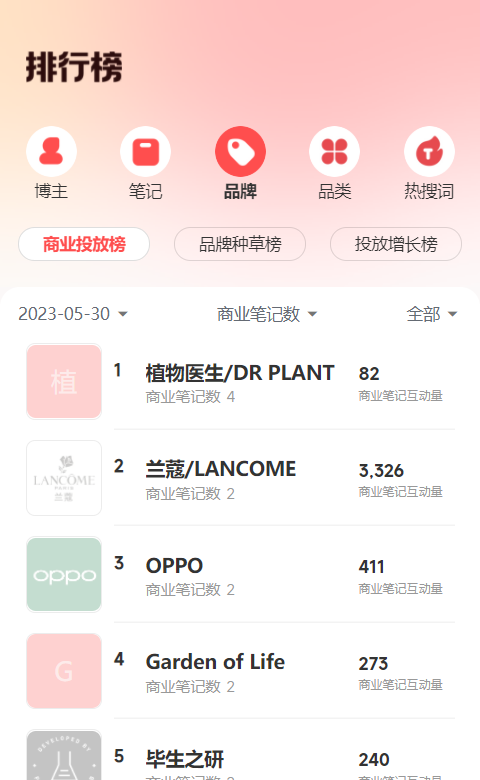 排行榜
博主
笔记
品牌
品类
热搜词
商业投放榜
品牌种草榜
投放增长榜
2023-05-30
商业笔记数
全部
植
1
植物医生/DR PLANT
82
商业笔记数 4
商业笔记互动量
LANCÔME
PARIS
兰蔻
2
兰蔻/LANCOME
3,326
商业笔记数 2
商业笔记互动量
oppo
3
OPPO
411
商业笔记数 2
商业笔记互动量
G
4
Garden of Life
273
商业笔记数 2
商业笔记互动量
DEVELOPED BY
5
毕生之研
240
商业笔记数 2
商业笔记互动量